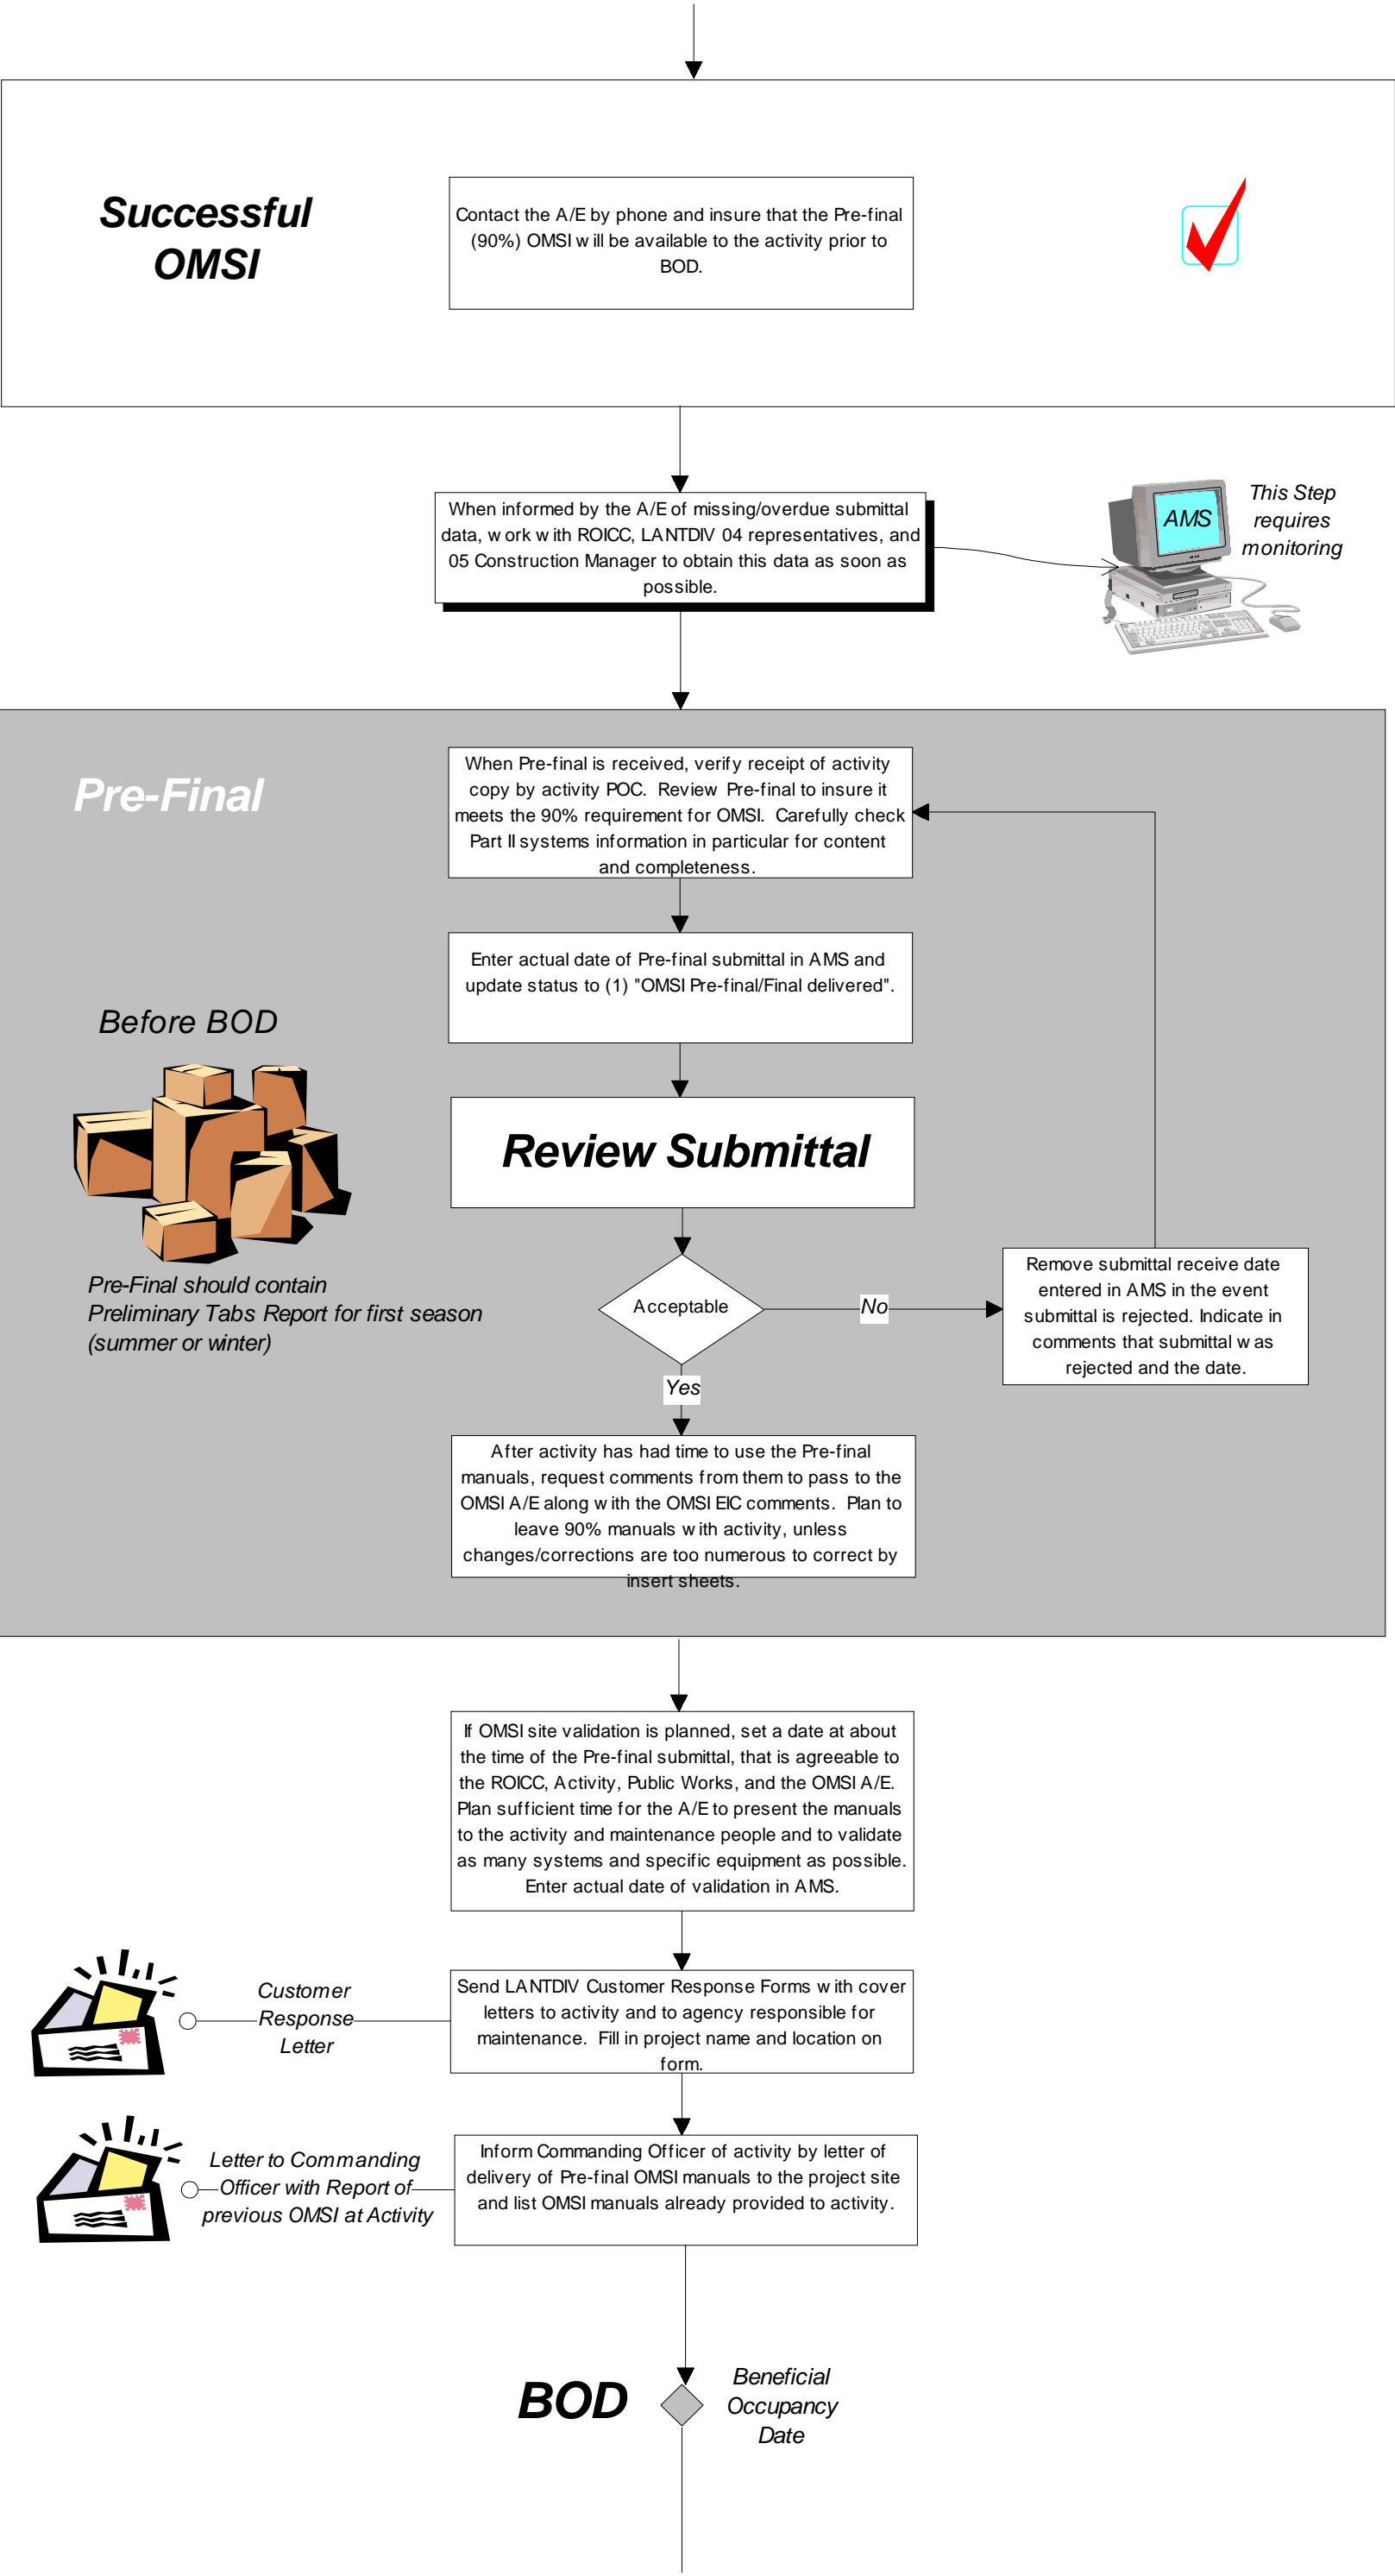 Successful
OMSI
Contact the A/E by phone and insure that the Pre-final
(90%) OMSI will be available to the activity prior to
BOD.
When informed by the A/E of missing/overdue submittal
data, work with ROICC, LANTDIV 04 representatives, and
05 Construction Manager to obtain this data as soon as
possible.
AMS
This Step
requires
monitoring
Pre-Final
When Pre-final is received, verify receipt of activity
copy by activity POC. Review Pre-final to insure it
meets the 90% requirement for OMSI. Carefully check
Part II systems information in particular for content
and completeness.
Enter actual date of Pre-final submittal in AMS and
update status to (1) "OMSI Pre-final/Final delivered".
Before BOD
Review Submittal
Pre-Final should contain
Preliminary Tabs Report for first season
(summer or winter)
Acceptable
No
Remove submittal receive date
entered in AMS in the event
submittal is rejected. Indicate in
comments that submittal was
rejected and the date.
Yes
After activity has had time to use the Pre-final
manuals, request comments from them to pass to the
OMSI A/E along with the OMSI EIC comments. Plan to
leave 90% manuals with activity, unless
changes/corrections are too numerous to correct by
insert sheets.
If OMSI site validation is planned, set a date at about
the time of the Pre-final submittal, that is agreeable to
the ROICC, Activity, Public Works, and the OMSI A/E.
Plan sufficient time for the A/E to present the manuals
to the activity and maintenance people and to validate
as many systems and specific equipment as possible.
Enter actual date of validation in AMS.
Customer
Response
Letter
Send LANTDIV Customer Response Forms with cover
letters to activity and to agency responsible for
maintenance. Fill in project name and location on
form.
Letter to Commanding
Officer with Report of
previous OMSI at Activity
Inform Commanding Officer of activity by letter of
delivery of Pre-final OMSI manuals to the project site
and list OMSI manuals already provided to activity.
BOD
Beneficial
Occupancy
Date